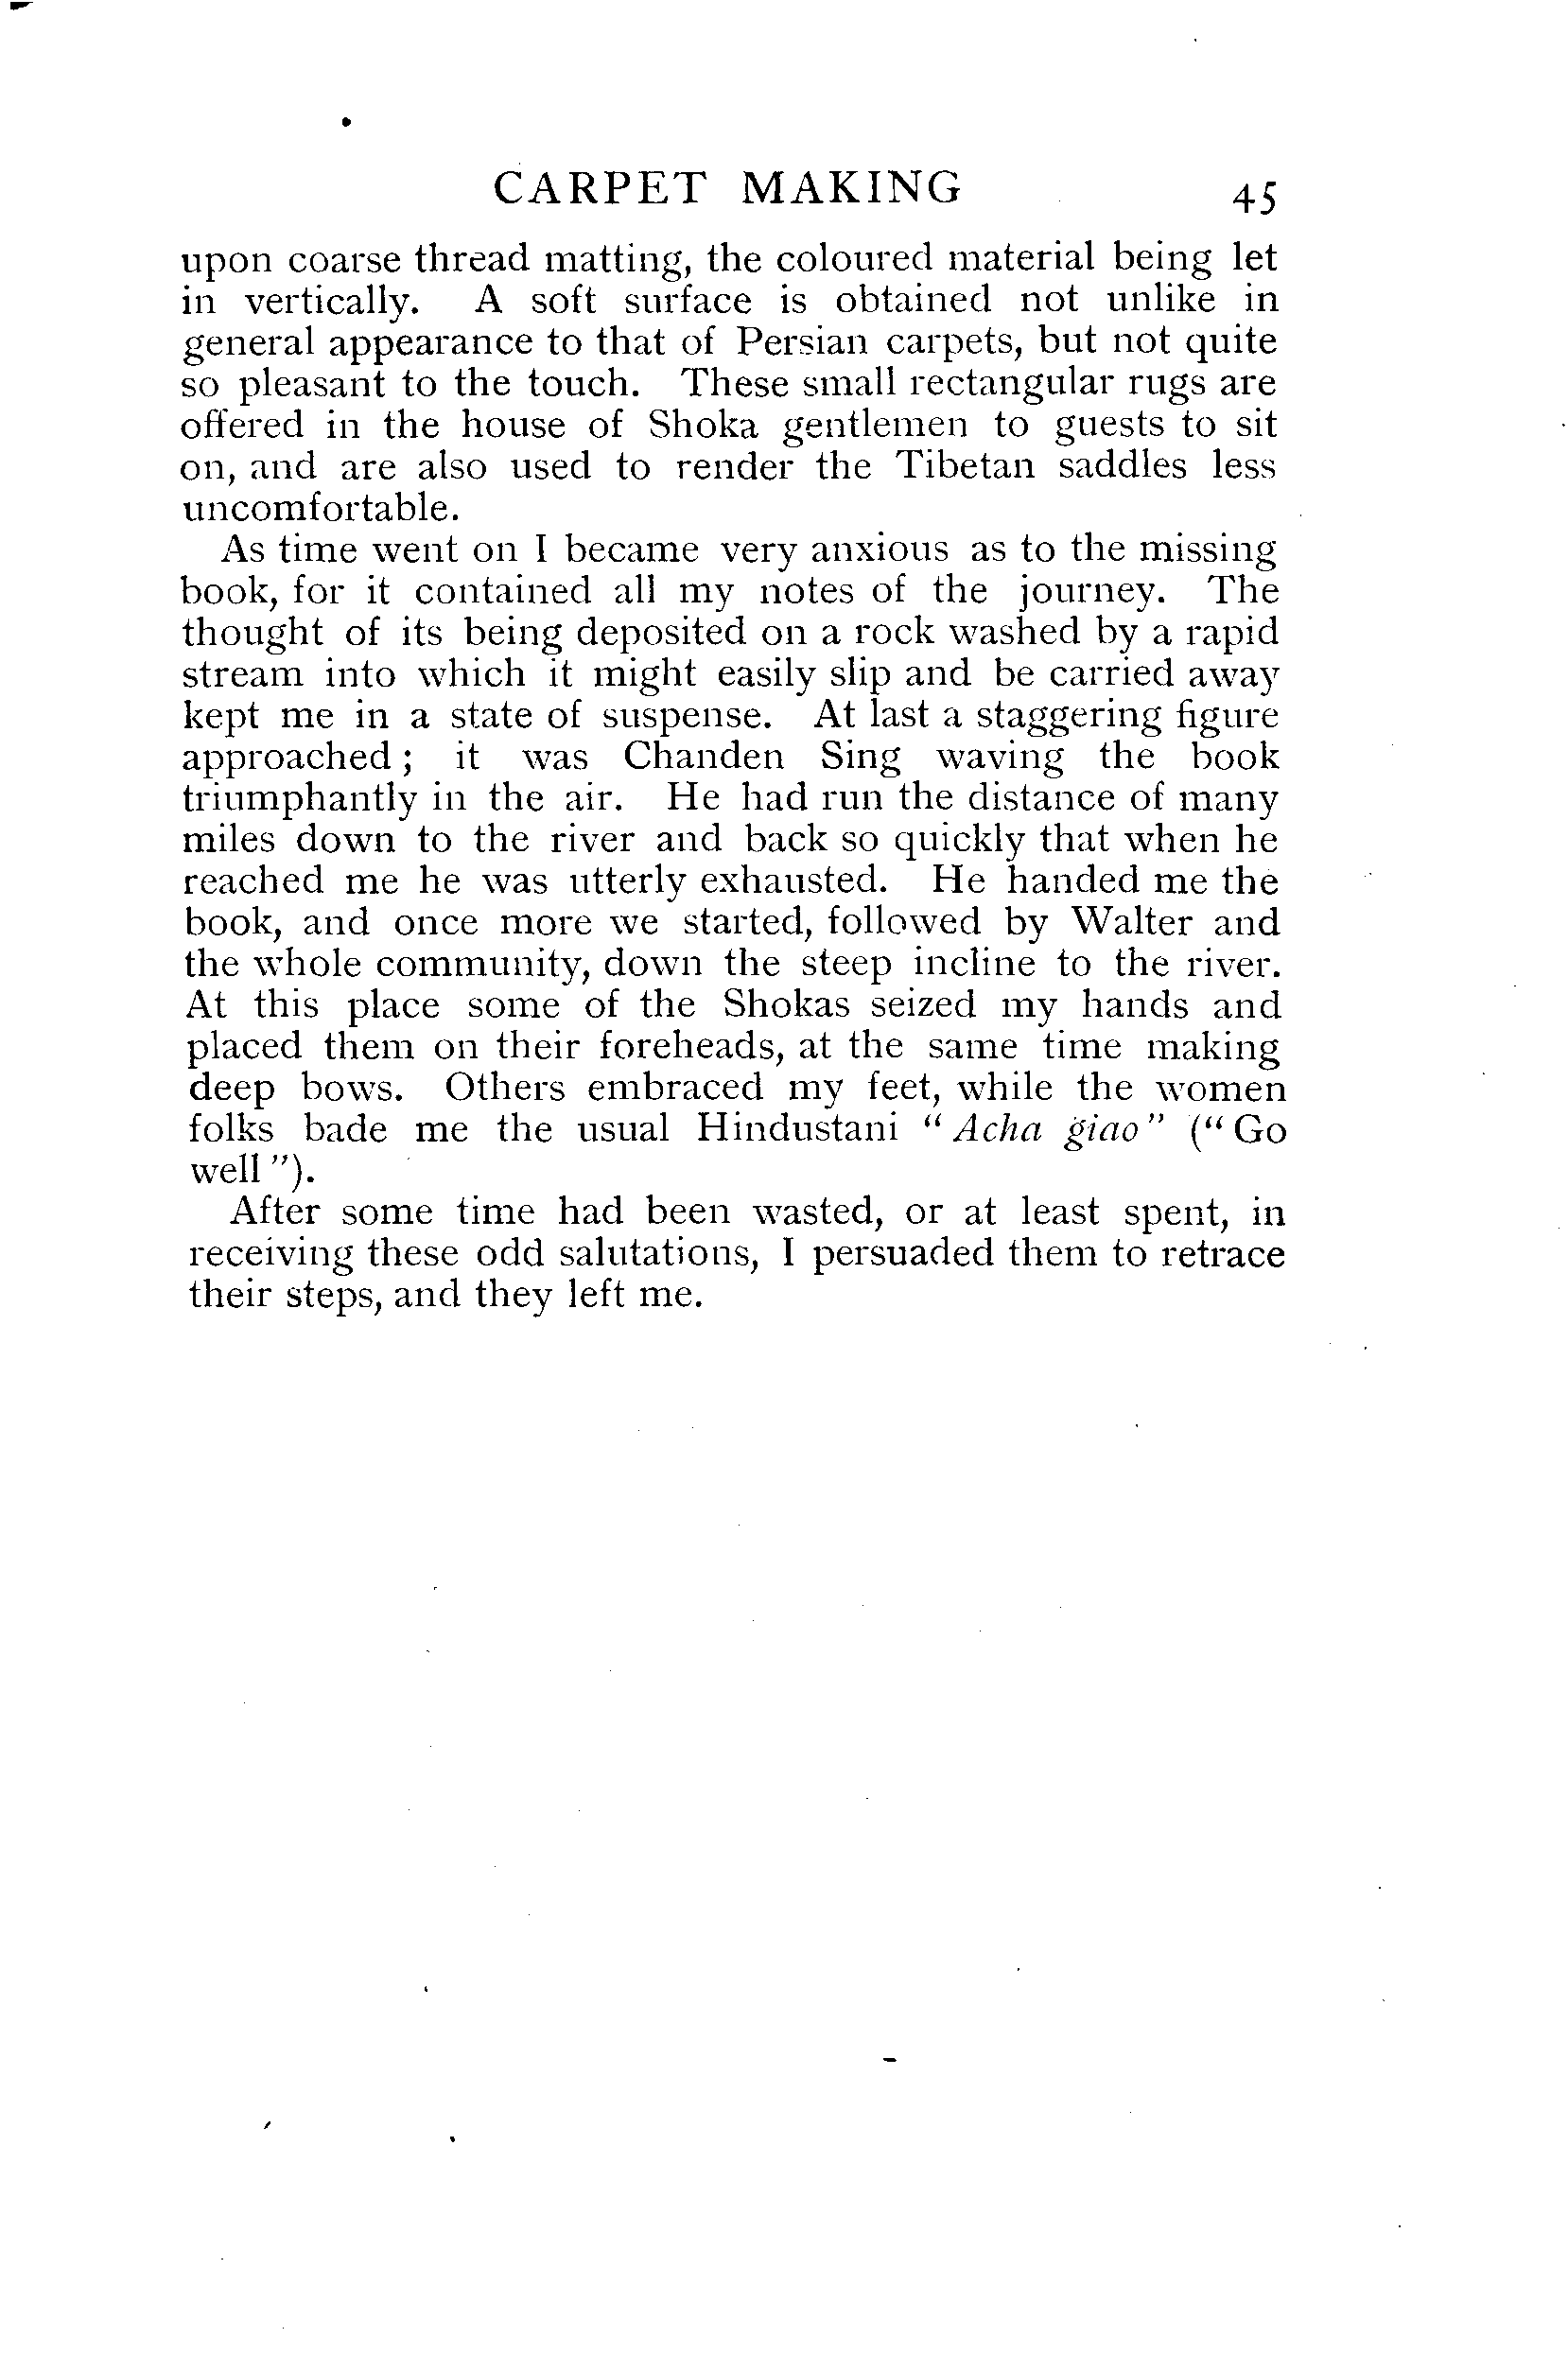 CARPET MAKING 45
upon coarse thread matting, the coloured material being let
in vertically. A soft surface is obtained not unlike in
general appearance to that of Persian carpets, but not quite
so pleasant to the touch. These small rectangular rugs are
offered in the house of Shoka gentlemen to guests to sit
on, and are also used to render the Tibetan saddles less
uncomfortable.
As time went on I became very anxious as to the missing
book, for it contained all my notes of the journey. The
thought of its being deposited on a rock washed by a rapid
stream into which it might easily slip and be carried away
kept me in a state of suspense. At last a staggering figure
approached ; it was Chanden Sing waving the book
triumphantly in the air. He had run the distance of many
miles down to the river and back so quickly that when he
reached me he was utterly exhausted. He handed me the
book, and once more we started, followed by Walter and
the whole community, down the steep incline to the river.
At this place some of the Shokas seized my hands and
placed them on their foreheads, at the same time making
deep bows. Others embraced my feet, while the women
folks bade me the usual Hindustani “ Acha giao ” (“ Go
well ”).
After some time had been wasted, or at least spent, in
receiving these odd salutations, I persuaded them to retrace
their steps, and they left me.